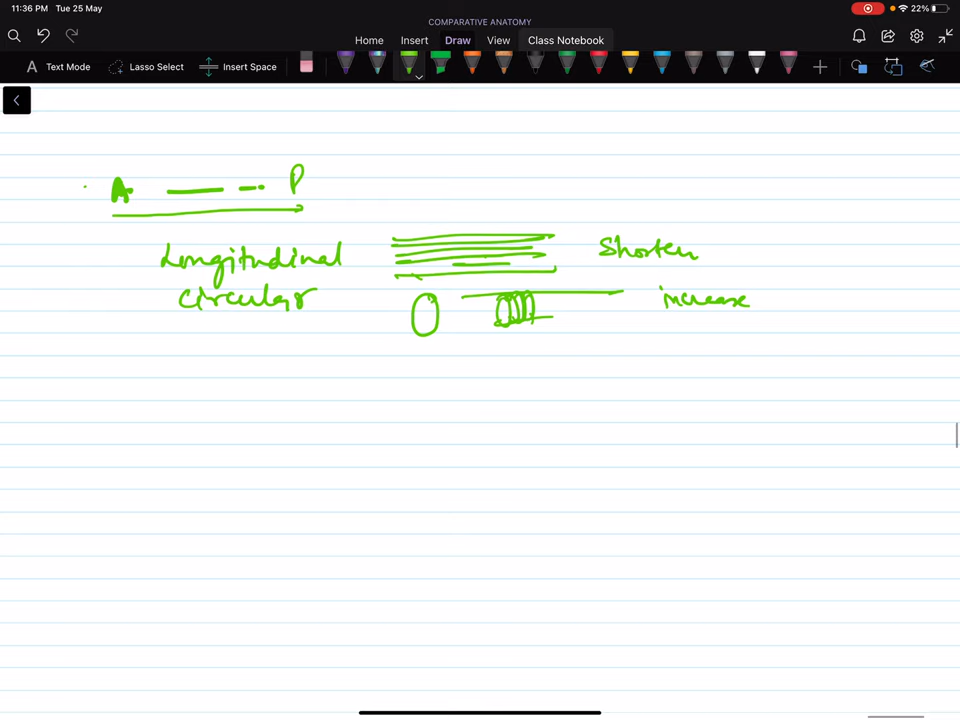 11:36 PM Tue 25 May 22%
COMPARATIVE ANATOMY
Home Insert Draw View Class Notebook
Text Mode Lasso Select Insert Space
A P
Longitudinal Shorten
Circular increase